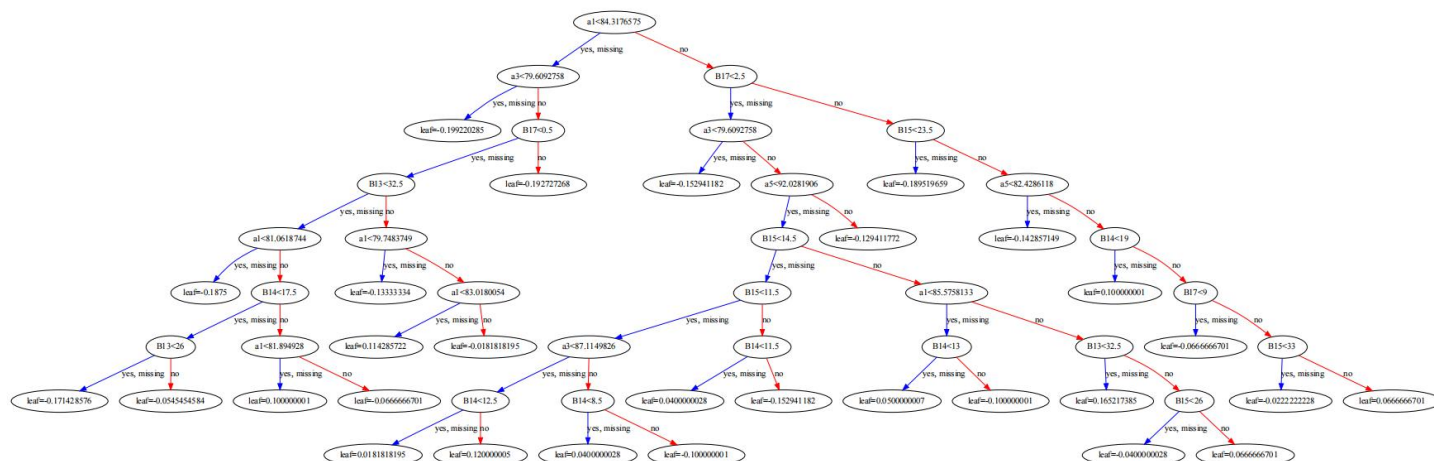 a1<84.3176575
yes, missing no
a3<79.6092758 B17<2.5
yes, missing no yes, missing no
leaf=-0.199220285 B17<0.5 a3<79.6092758 B15<23.5
yes, missing no yes, missing no yes, missing no
B13<32.5 leaf=-0.192727268 leaf=-0.152941182 a5<92.0281906 leaf=-0.189519659 a5<82.4286118
yes, missing no yes, missing no yes, missing no
a1<81.0618744 a1<79.7483749 B15<14.5 leaf=-0.129411772 leaf=-0.142857149 B14<19
yes, missing no yes, missing no yes, missing no yes, missing no
leaf=-0.1875 B14<17.5 leaf=-0.13333334 a1<83.0180054 B15<11.5 a1<85.5758133 leaf=0.100000001 B17<9
yes, missing no yes, missing no yes, missing no yes, missing no yes, missing no
B13<26 a1<81.894928 leaf=0.114285722 leaf=-0.0181818195 a3<87.1149826 B14<11.5 B14<13 B13<32.5 leaf=-0.0666666701 B15<33
yes, missing no yes, missing no yes, missing no yes, missing no yes, missing no yes, missing no yes, missing no
leaf=-0.171428576 leaf=-0.0545454584 leaf=0.100000001 leaf=-0.0666666701 B14<12.5 B14<8.5 leaf=0.0400000028 leaf=-0.152941182 leaf=0.0500000007 leaf=-0.100000001 leaf=0.165217385 B15<26 leaf=-0.0222222228 leaf=0.0666666701
yes, missing no yes, missing no yes, missing no
leaf=0.0181818195 leaf=0.120000005 leaf=0.0400000028 leaf=-0.100000001 leaf=-0.0400000028 leaf=0.0666666701